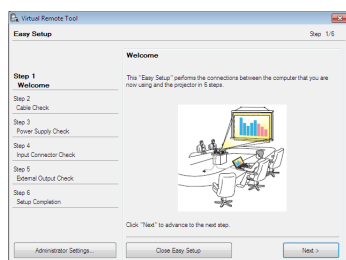 Virtual Remote Tool
Easy Setup
Step 1/6
Step 1
Welcome
Step 2
Cable Check
Step 3
Power Supply Check
Step 4
Input Connector Check
Step 5
External Output Check
Step 6
Setup Completion
Welcome
This "Easy Setup" performs the connections between the computer that you are
now using and the projector in 6 steps.
Click "Next" to advance to the next step.
Administrator Settings...
Close Easy Setup
Next >